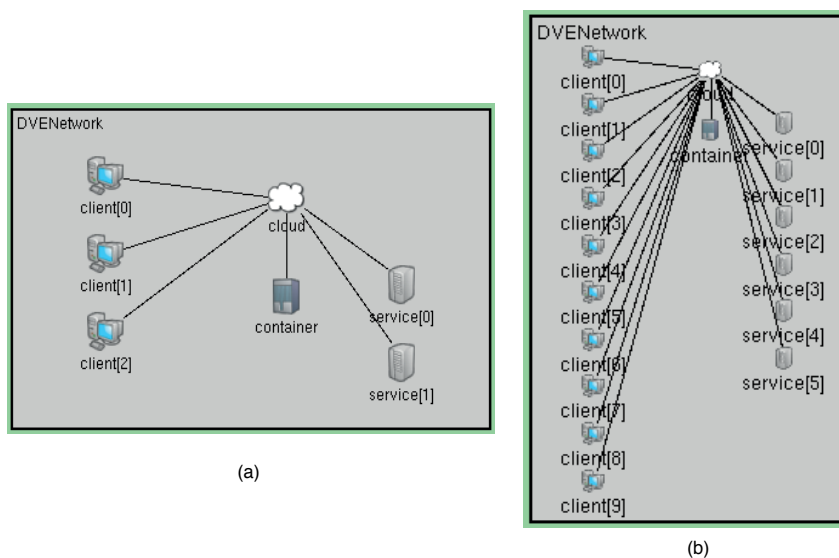 DVENetwork
client[0]
cloud
client[1]
container
service[0]
client[2]
service[1]
(a)
DVENetwork
client[0]
cloud
client[1]
container
service[0]
client[2]
service[1]
client[3]
service[2]
client[4]
service[3]
client[5]
service[4]
client[6]
service[5]
client[7]
client[8]
client[9]
(b)